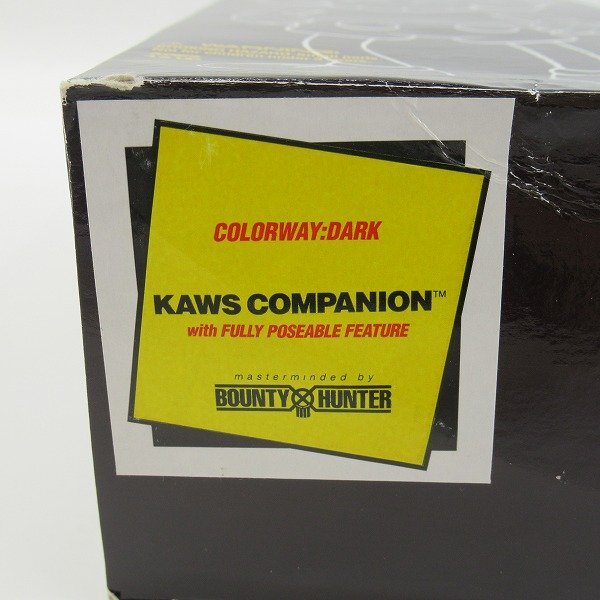 COLORWAY:DARK
KAWS COMPANION™
with FULLY POSEABLE FEATURE
masterminded by
BOUNTY HUNTER